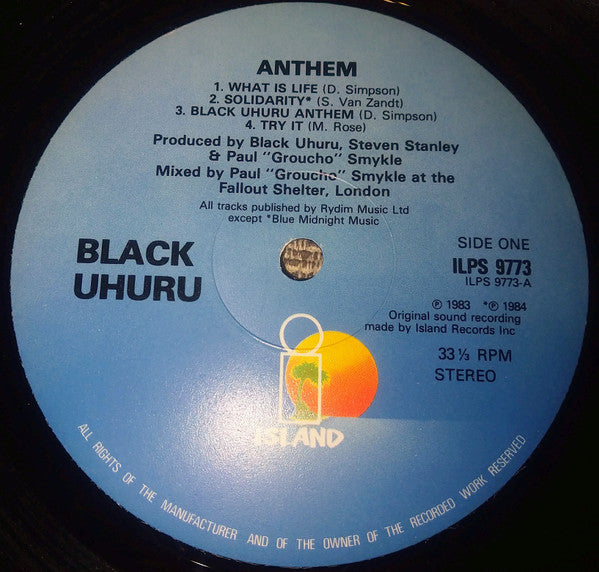 ANTHEM
1. WHAT IS LIFE (D. Simpson)
2. SOLIDARITY* (S. Van Zandt)
3. BLACK UHURU ANTHEM (D. Simpson)
4. TRY IT (M. Rose)
Produced by Black Uhuru, Steven Stanley
& Paul "Groucho" Smykle
Mixed by Paul "Groucho" Smykle at the
Fallout Shelter, London
All tracks published by Rydim Music Ltd
except *Blue Midnight Music
BLACK
UHURU
SIDE ONE
ILPS 9773
ILPS 9773-A
℗ 1983 *℗ 1984
Original sound recording
made by Island Records Inc
33⅓ RPM
STEREO
ISLAND
ALL RIGHTS OF THE MANUFACTURER AND OF THE OWNER OF THE RECORDED WORK RESERVED